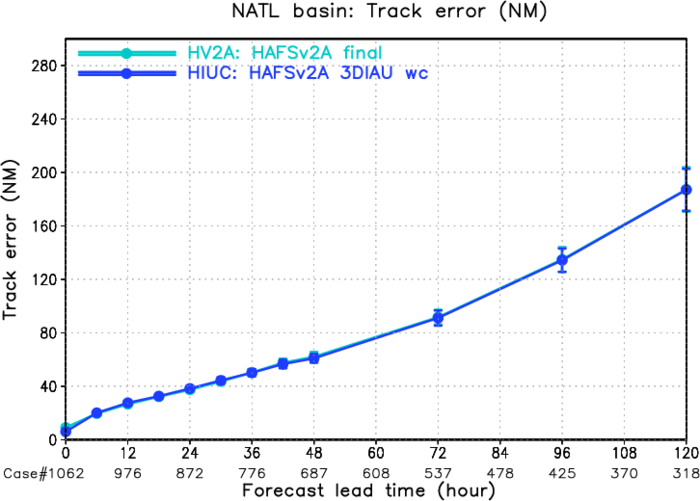 NATL basin: Track error (NM)
HV2A: HAFSv2A final
HIUC: HAFSv2A 3DIAU wc
Track error (NM)
280
240
200
160
120
80
40
0
0 12 24 36 48 60 72 84 96 108 120
Case#1062 976 872 776 687 608 537 478 425 370 318
Forecast lead time (hour)